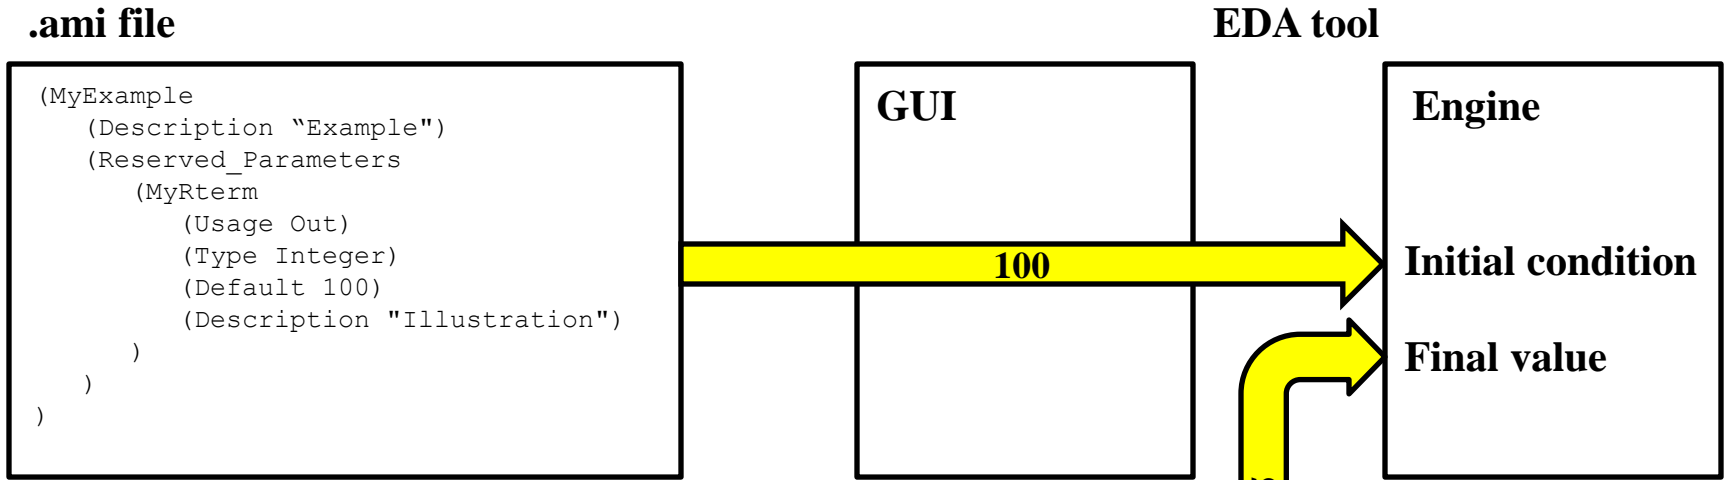 .ami file
EDA tool
(MyExample
(Description “Example")
(Reserved_Parameters
(MyRterm
(Usage Out)
(Type Integer)
(Default 100)
(Description "Illustration")
)
)
)
GUI
100
Engine
Initial condition
Final value